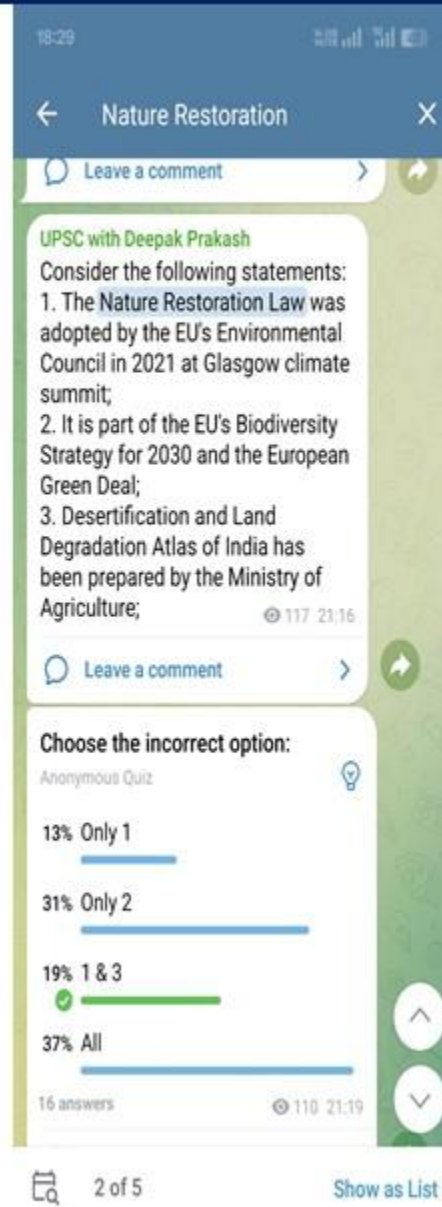 18:29
Nature Restoration
Leave a comment
UPSC with Deepak Prakash
Consider the following statements:
1. The Nature Restoration Law was
adopted by the EU's Environmental
Council in 2021 at Glasgow climate
summit;
2. It is part of the EU's Biodiversity
Strategy for 2030 and the European
Green Deal;
3. Desertification and Land
Degradation Atlas of India has
been prepared by the Ministry of
Agriculture;
117 21:16
Leave a comment
Choose the incorrect option:
Anonymous Quiz
13% Only 1
31% Only 2
19% 1 & 3
37% All
16 answers
110 21:19
2 of 5
Show as List